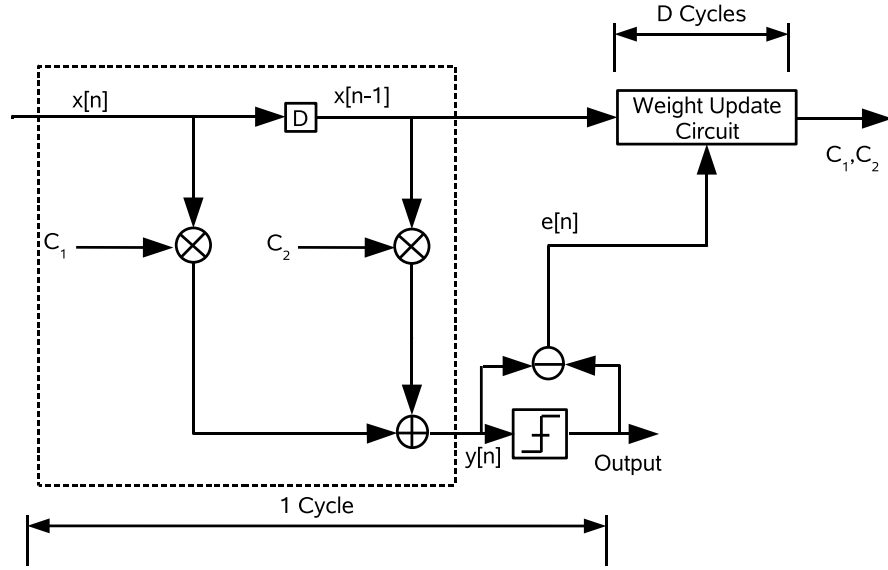 D Cycles
x[n]
D
x[n-1]
Weight Update
Circuit
C₁,C₂
C₁
C₂
e[n]
y[n]
Output
1 Cycle